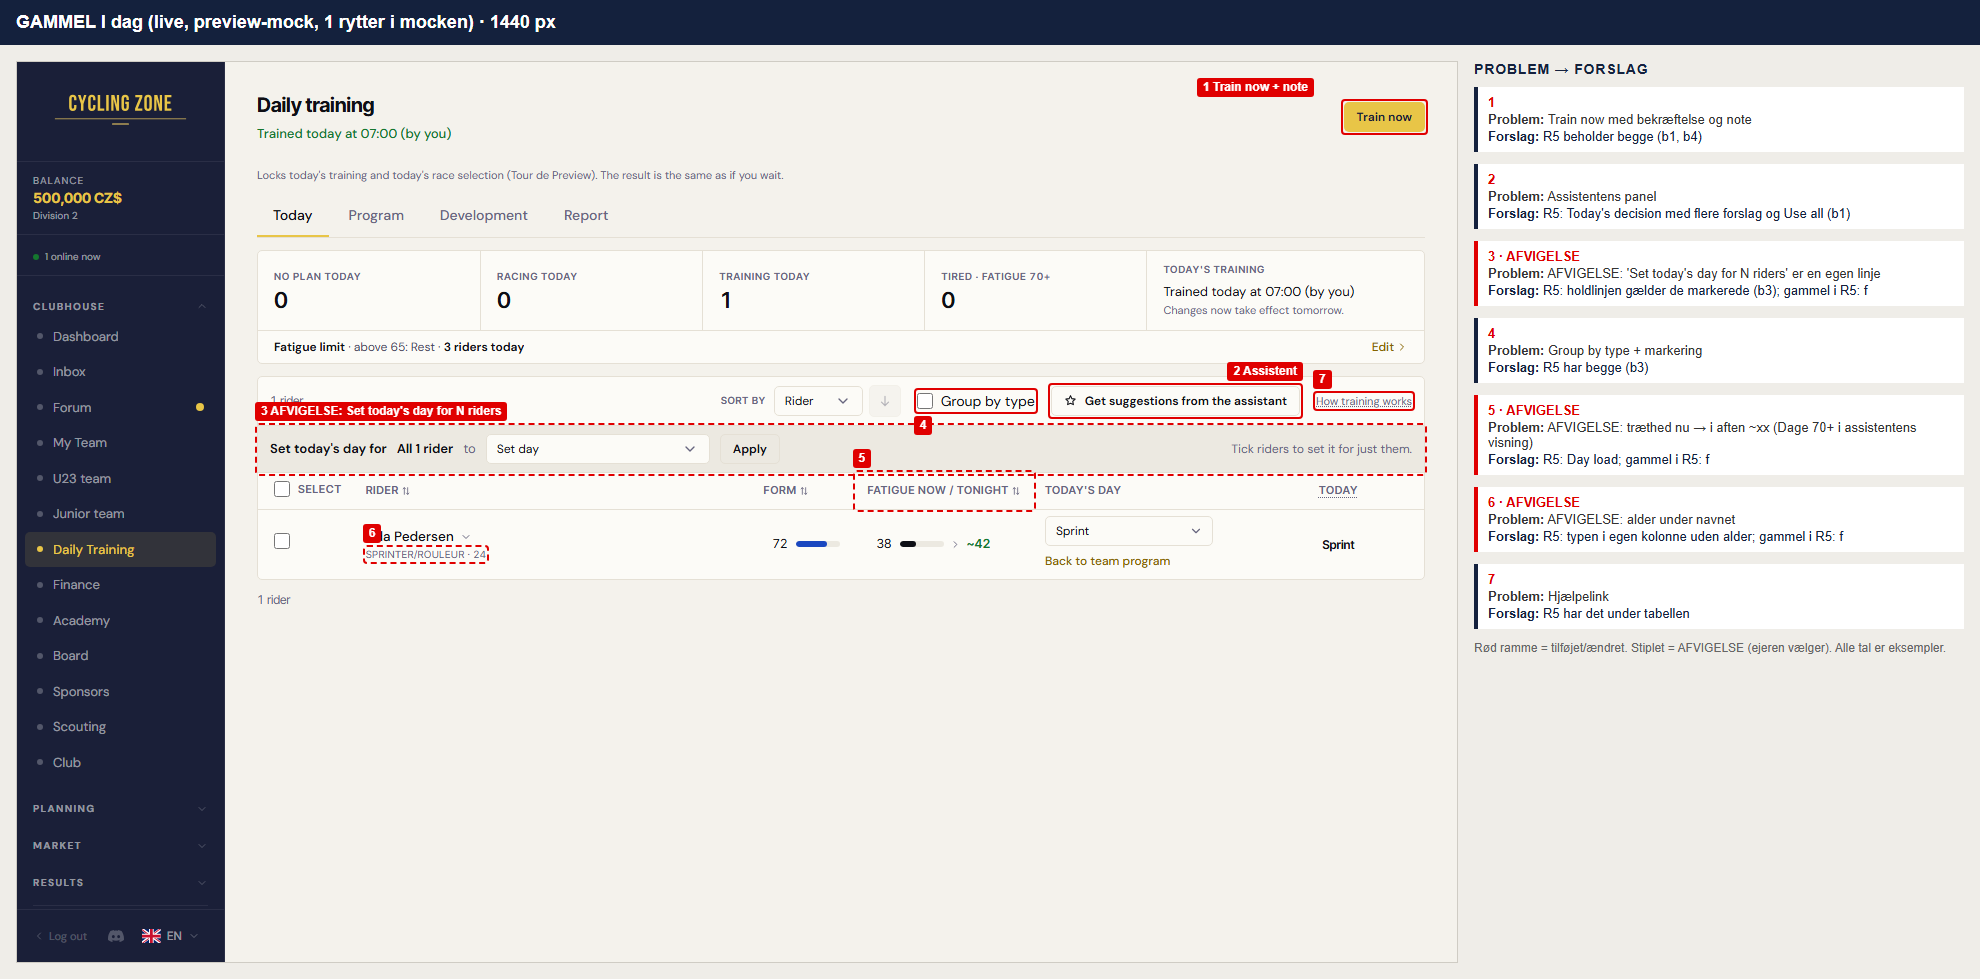 GAMMEL I dag (live, preview-mock, 1 rytter i mocken) · 1440 px
CYCLING ZONE
BALANCE
500,000 CZ$
Division 2
1 online now
CLUBHOUSE
Dashboard
Inbox
Forum
My Team
U23 team
Junior team
Daily Training
Finance
Academy
Board
Sponsors
Scouting
Club
PLANNING
MARKET
RESULTS
Log out
EN
Daily training
Trained today at 07:00 (by you)
1 Train now + note
Train now
Locks today's training and today's race selection (Tour de Preview). The result is the same as if you wait.
Today Program Development Report
NO PLAN TODAY
0
RACING TODAY
0
TRAINING TODAY
1
TIRED · FATIGUE 70+
0
TODAY'S TRAINING
Trained today at 07:00 (by you)
Changes now take effect tomorrow.
Fatigue limit · above 65: Rest · 3 riders today
Edit
2 Assistent
7
1 rider
SORT BY Rider
Group by type
Get suggestions from the assistant
How training works
3 AFVIGELSE: Set today's day for N riders
4
Set today's day for All 1 rider to Set day Apply
Tick riders to set it for just them.
5
SELECT RIDER FORM FATIGUE NOW / TONIGHT TODAY'S DAY TODAY
6
a Pedersen
SPRINTER/ROULEUR · 24
72
38 > ~42
Sprint
Back to team program
Sprint
1 rider
PROBLEM → FORSLAG
1
Problem: Train now med bekræftelse og note
Forslag: R5 beholder begge (b1, b4)
2
Problem: Assistentens panel
Forslag: R5: Today's decision med flere forslag og Use all (b1)
3 · AFVIGELSE
Problem: AFVIGELSE: 'Set today's day for N riders' er en egen linje
Forslag: R5: holdlinjen gælder de markerede (b3); gammel i R5: f
4
Problem: Group by type + markering
Forslag: R5 har begge (b3)
5 · AFVIGELSE
Problem: AFVIGELSE: træthed nu → i aften ~xx (Dage 70+ i assistentens
visning)
Forslag: R5: Day load; gammel i R5: f
6 · AFVIGELSE
Problem: AFVIGELSE: alder under navnet
Forslag: R5: typen i egen kolonne uden alder; gammel i R5: f
7
Problem: Hjælpelink
Forslag: R5 har det under tabellen
Rød ramme = tilføjet/ændret. Stiplet = AFVIGELSE (ejeren vælger). Alle tal er eksempler.